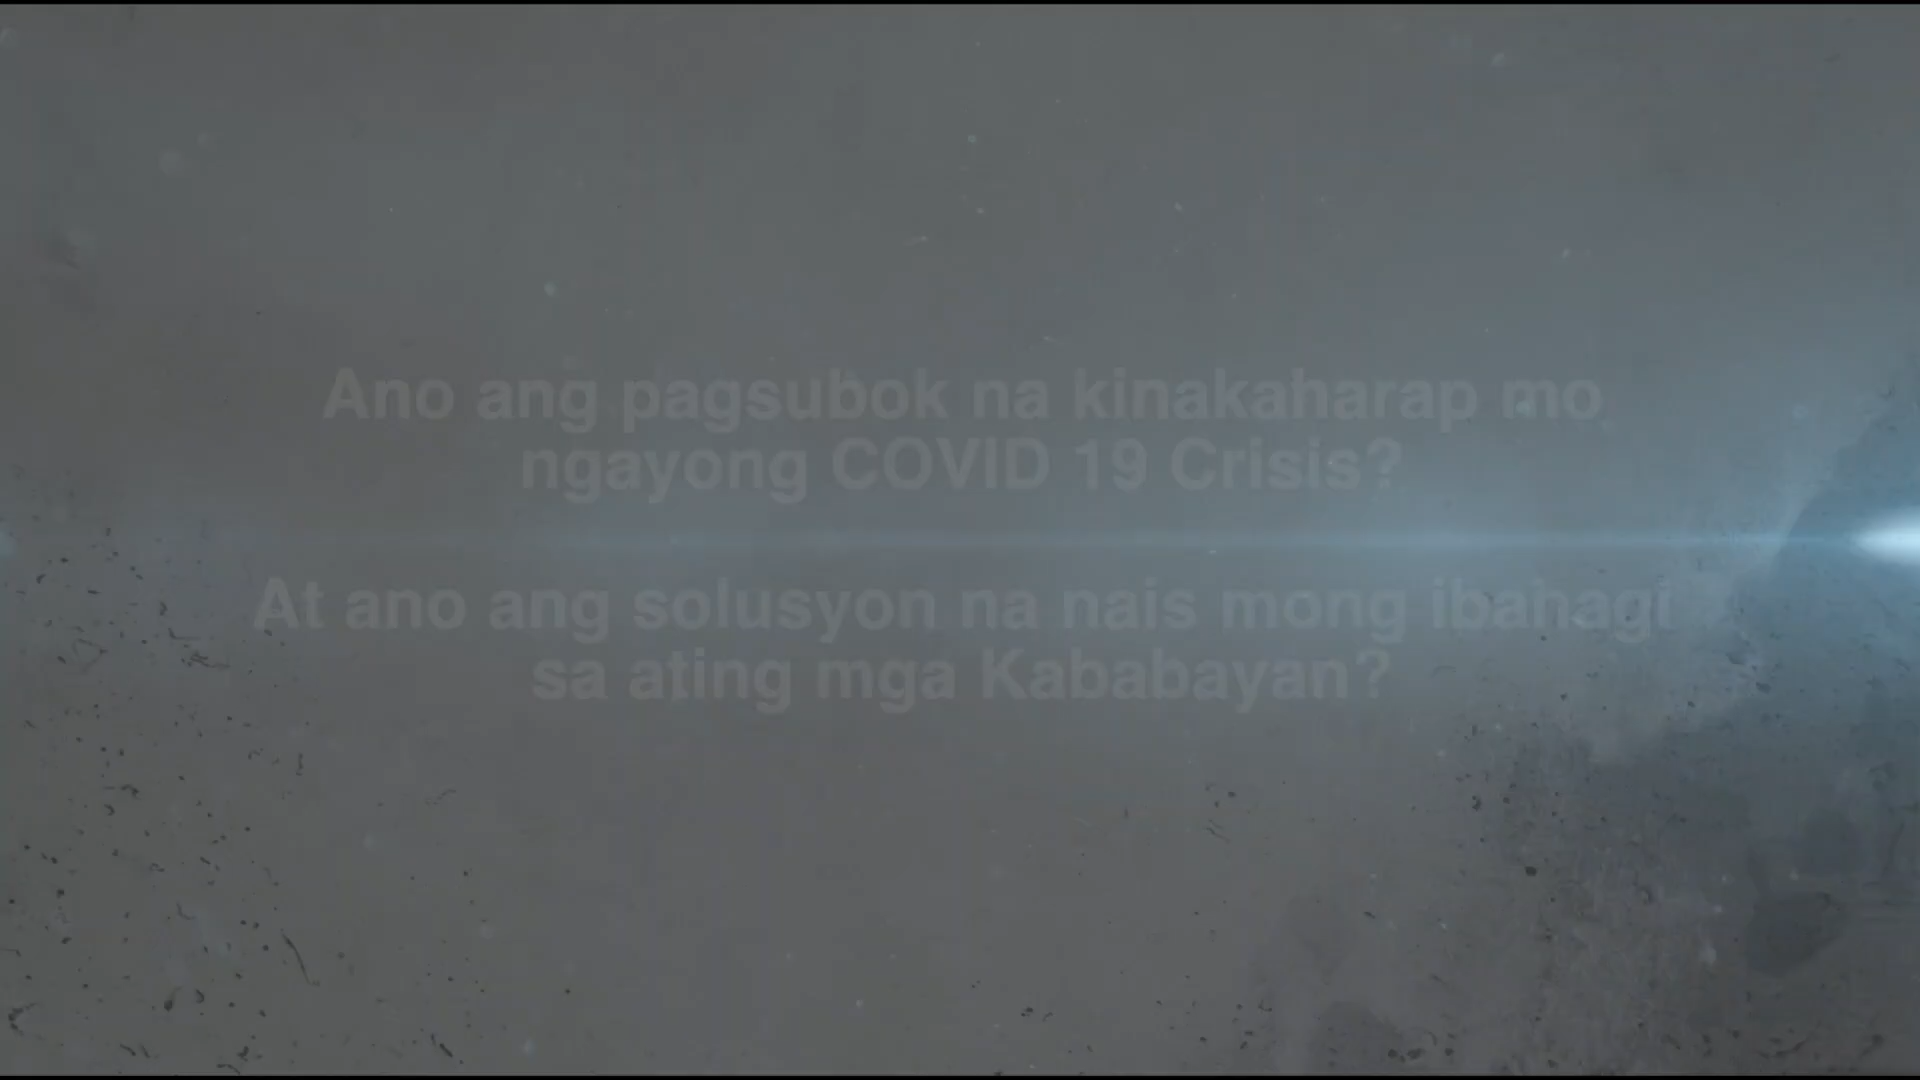 Ano ang pagsubok na kinakaharap mo
ngayong COVID 19 Crisis?
At ano ang solusyon na nais mong ibahagi
sa ating mga Kababayan?